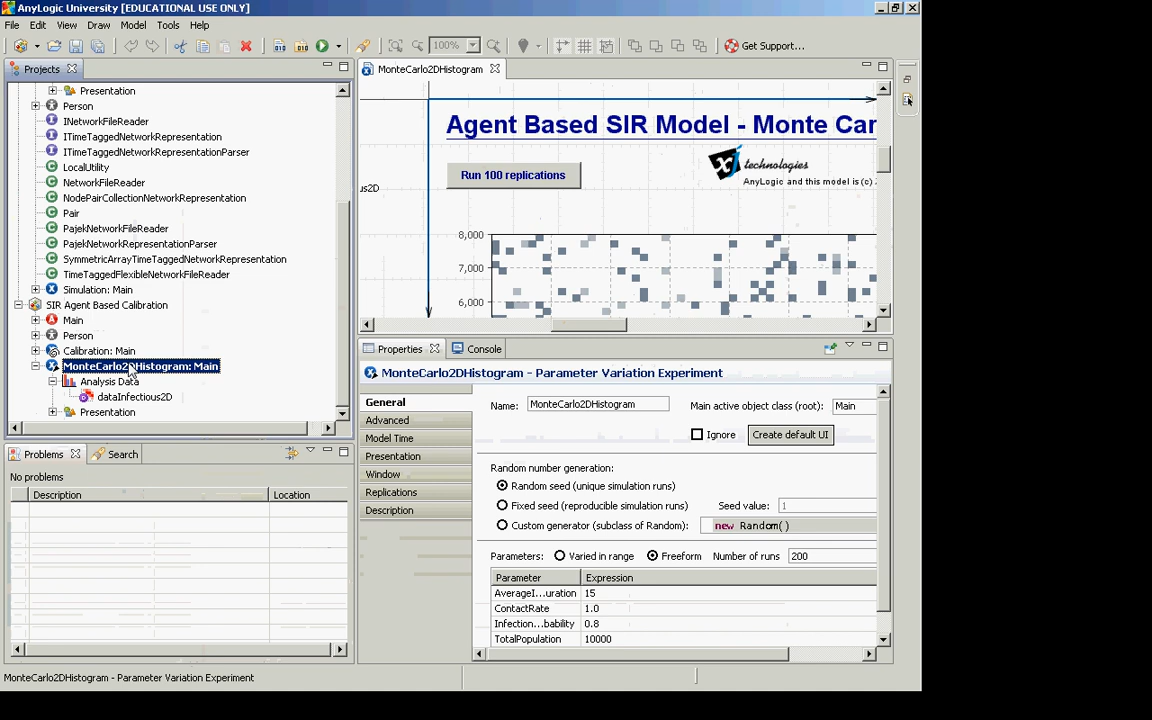 AnyLogic University [EDUCATIONAL USE ONLY]
File Edit View Draw Model Tools Help
100% Get Support...
Projects
Presentation
Person
INetworkFileReader
ITimeTaggedNetworkRepresentation
ITimeTaggedNetworkRepresentationParser
LocalUtility
NetworkFileReader
NodePairCollectionNetworkRepresentation
Pair
PajekNetworkFileReader
PajekNetworkRepresentationParser
SymmetricArrayTimeTaggedNetworkRepresentation
TimeTaggedFlexibleNetworkFileReader
Simulation: Main
SIR Agent Based Calibration
Main
Person
Calibration: Main
MonteCarlo2DHistogram: Main
Analysis Data
dataInfectious2D
Presentation
Problems Search
No problems
Description Location
MonteCarlo2DHistogram
Agent Based SIR Model - Monte Car
Run 100 replications
xj technologies
AnyLogic and this model is (c)
us2D
8,000
7,000
6,000
Properties Console
MonteCarlo2DHistogram - Parameter Variation Experiment
General
Advanced
Model Time
Presentation
Window
Replications
Description
Name: MonteCarlo2DHistogram Main active object class (root): Main
Ignore Create default UI
Random number generation:
Random seed (unique simulation runs)
Fixed seed (reproducible simulation runs) Seed value: 1
Custom generator (subclass of Random): new Random()
Parameters: Varied in range Freeform Number of runs 200
Parameter Expression
AverageI...uration 15
ContactRate 1.0
Infection...bability 0.8
TotalPopulation 10000
MonteCarlo2DHistogram - Parameter Variation Experiment